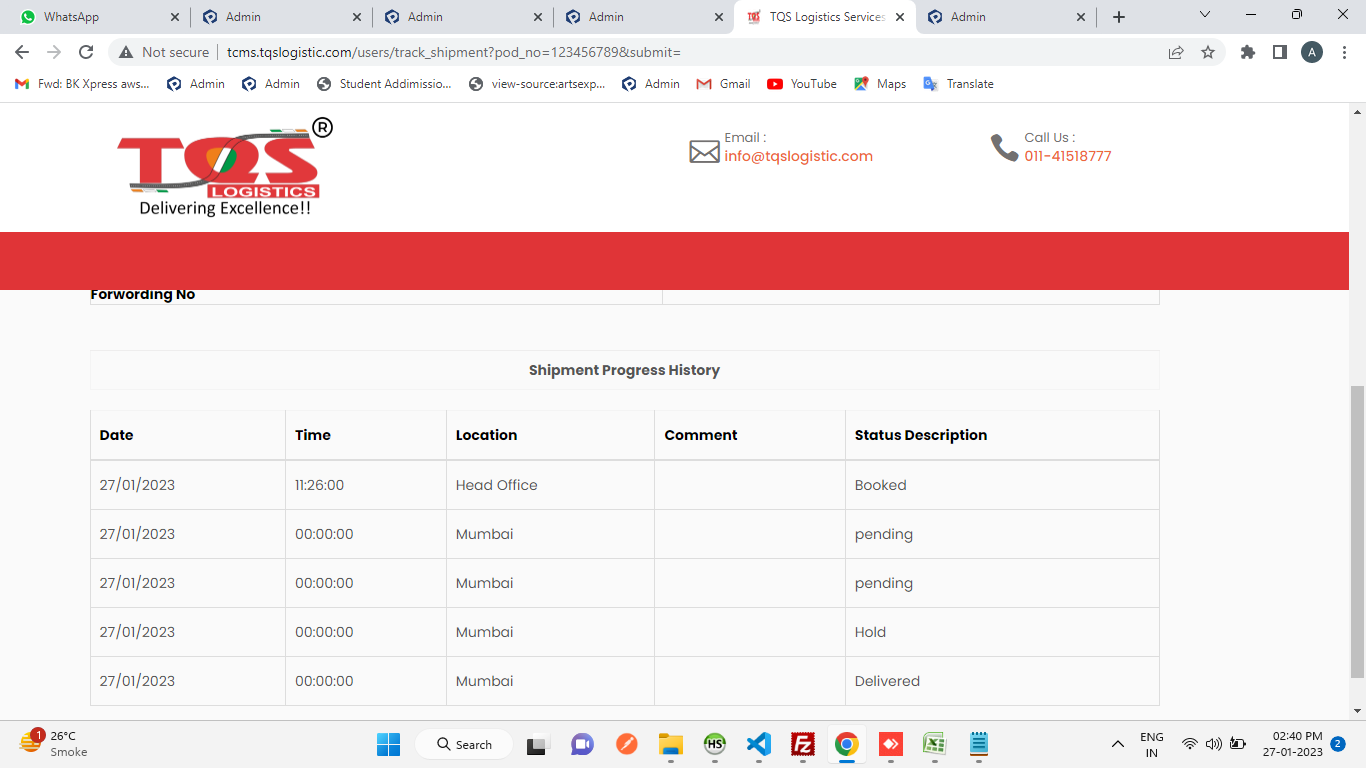 WhatsApp
Admin
Admin
Admin
TQS Logistics Services
Admin
Not secure
tcms.tqslogistic.com/users/track_shipment?pod_no=123456789&submit=
A
Fwd: BK Xpress aws...
Admin
Admin
Student Addimissio...
view-source:artsexp...
Admin
Gmail
YouTube
Maps
Translate
TQS ®
LOGISTICS
Delivering Excellence!!
Email :
info@tqslogistic.com
Call Us :
011-41518777
Forwording No
Shipment Progress History
Date Time Location Comment Status Description
27/01/2023 11:26:00 Head Office Booked
27/01/2023 00:00:00 Mumbai pending
27/01/2023 00:00:00 Mumbai pending
27/01/2023 00:00:00 Mumbai Hold
27/01/2023 00:00:00 Mumbai Delivered
1
26°C
Smoke
Search
HS
Fz
ENG
IN
02:40 PM
27-01-2023
2